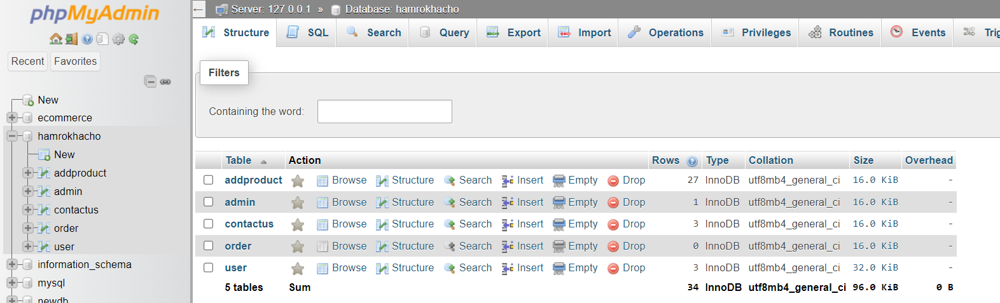 phpMyAdmin
Recent Favorites
New
ecommerce
hamrokhacho
New
addproduct
admin
contactus
order
user
information_schema
mysql
newdb
Server: 127.0.0.1 » Database: hamrokhacho
Structure SQL Search Query Export Import Operations Privileges Routines Events Trig
Filters
Containing the word:
Table Action Rows Type Collation Size Overhead
addproduct Browse Structure Search Insert Empty Drop 27 InnoDB utf8mb4_general_ci 16.0 KiB -
admin Browse Structure Search Insert Empty Drop 1 InnoDB utf8mb4_general_ci 16.0 KiB -
contactus Browse Structure Search Insert Empty Drop 3 InnoDB utf8mb4_general_ci 16.0 KiB -
order Browse Structure Search Insert Empty Drop 0 InnoDB utf8mb4_general_ci 16.0 KiB -
user Browse Structure Search Insert Empty Drop 3 InnoDB utf8mb4_general_ci 32.0 KiB -
5 tables Sum 34 InnoDB utf8mb4_general_ci 96.0 KiB 0 B